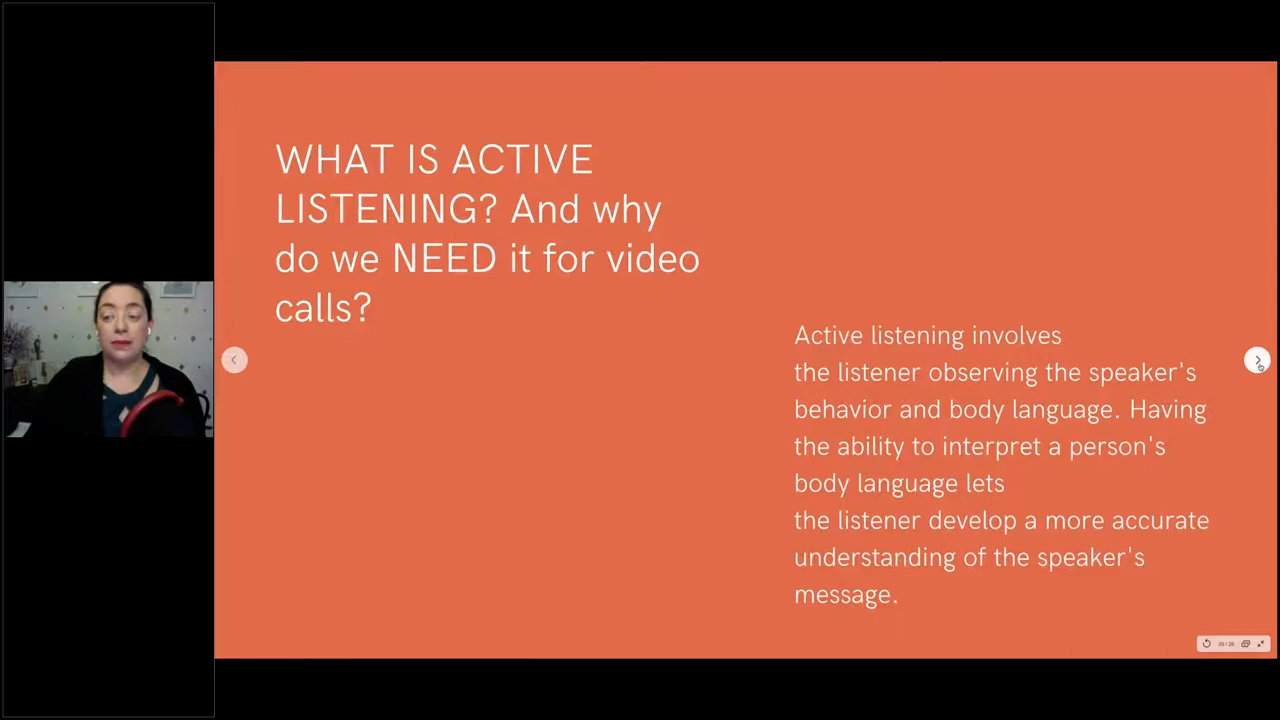 WHAT IS ACTIVE
LISTENING? And why
do we NEED it for video
calls?
Active listening involves
the listener observing the speaker's
behavior and body language. Having
the ability to interpret a person's
body language lets
the listener develop a more accurate
understanding of the speaker's
message.